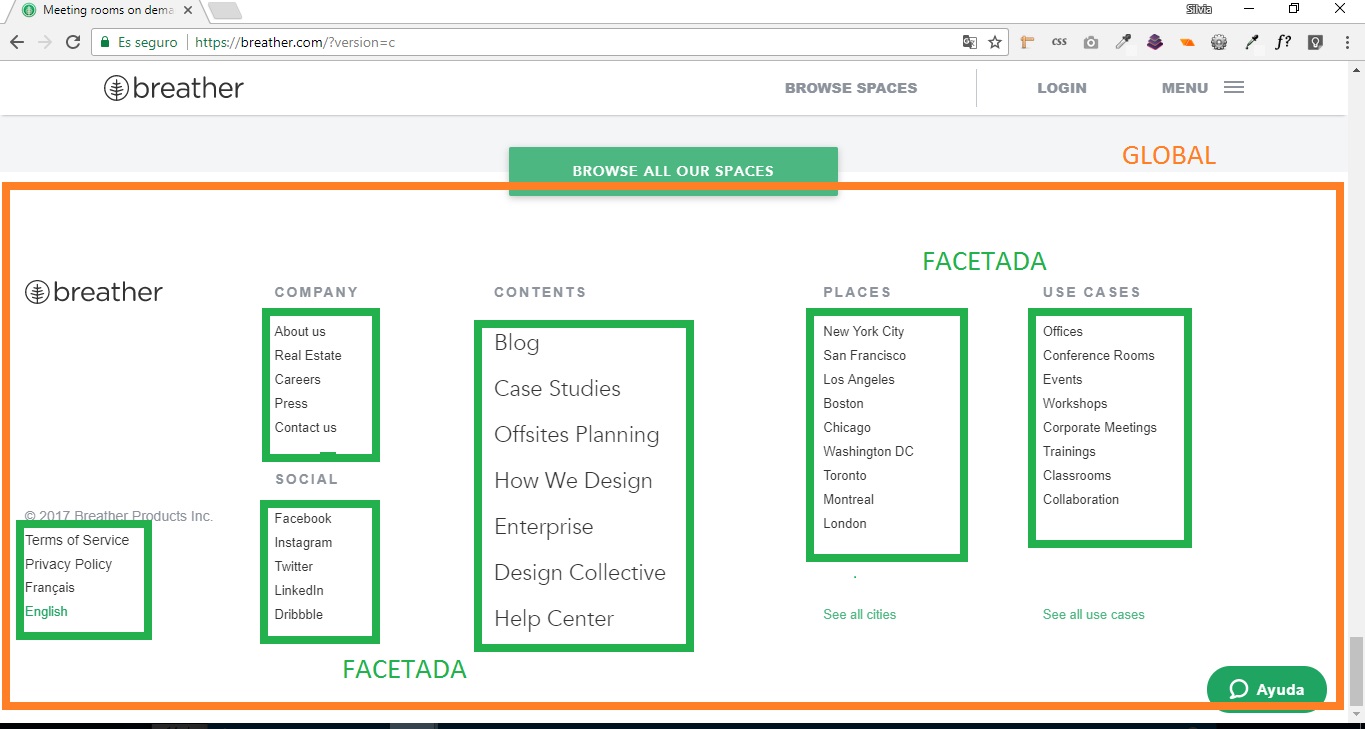 Meeting rooms on dema
Silvia
Es seguro
https://breather.com/?version=c
css
f?
breather
BROWSE SPACES
LOGIN
MENU
GLOBAL
BROWSE ALL OUR SPACES
FACETADA
breather
© 2017 Breather Products Inc.
Terms of Service
Privacy Policy
Français
English
COMPANY
About us
Real Estate
Careers
Press
Contact us
SOCIAL
Facebook
Instagram
Twitter
LinkedIn
Dribbble
FACETADA
CONTENTS
Blog
Case Studies
Offsites Planning
How We Design
Enterprise
Design Collective
Help Center
PLACES
New York City
San Francisco
Los Angeles
Boston
Chicago
Washington DC
Toronto
Montreal
London
See all cities
USE CASES
Offices
Conference Rooms
Events
Workshops
Corporate Meetings
Trainings
Classrooms
Collaboration
See all use cases
Ayuda